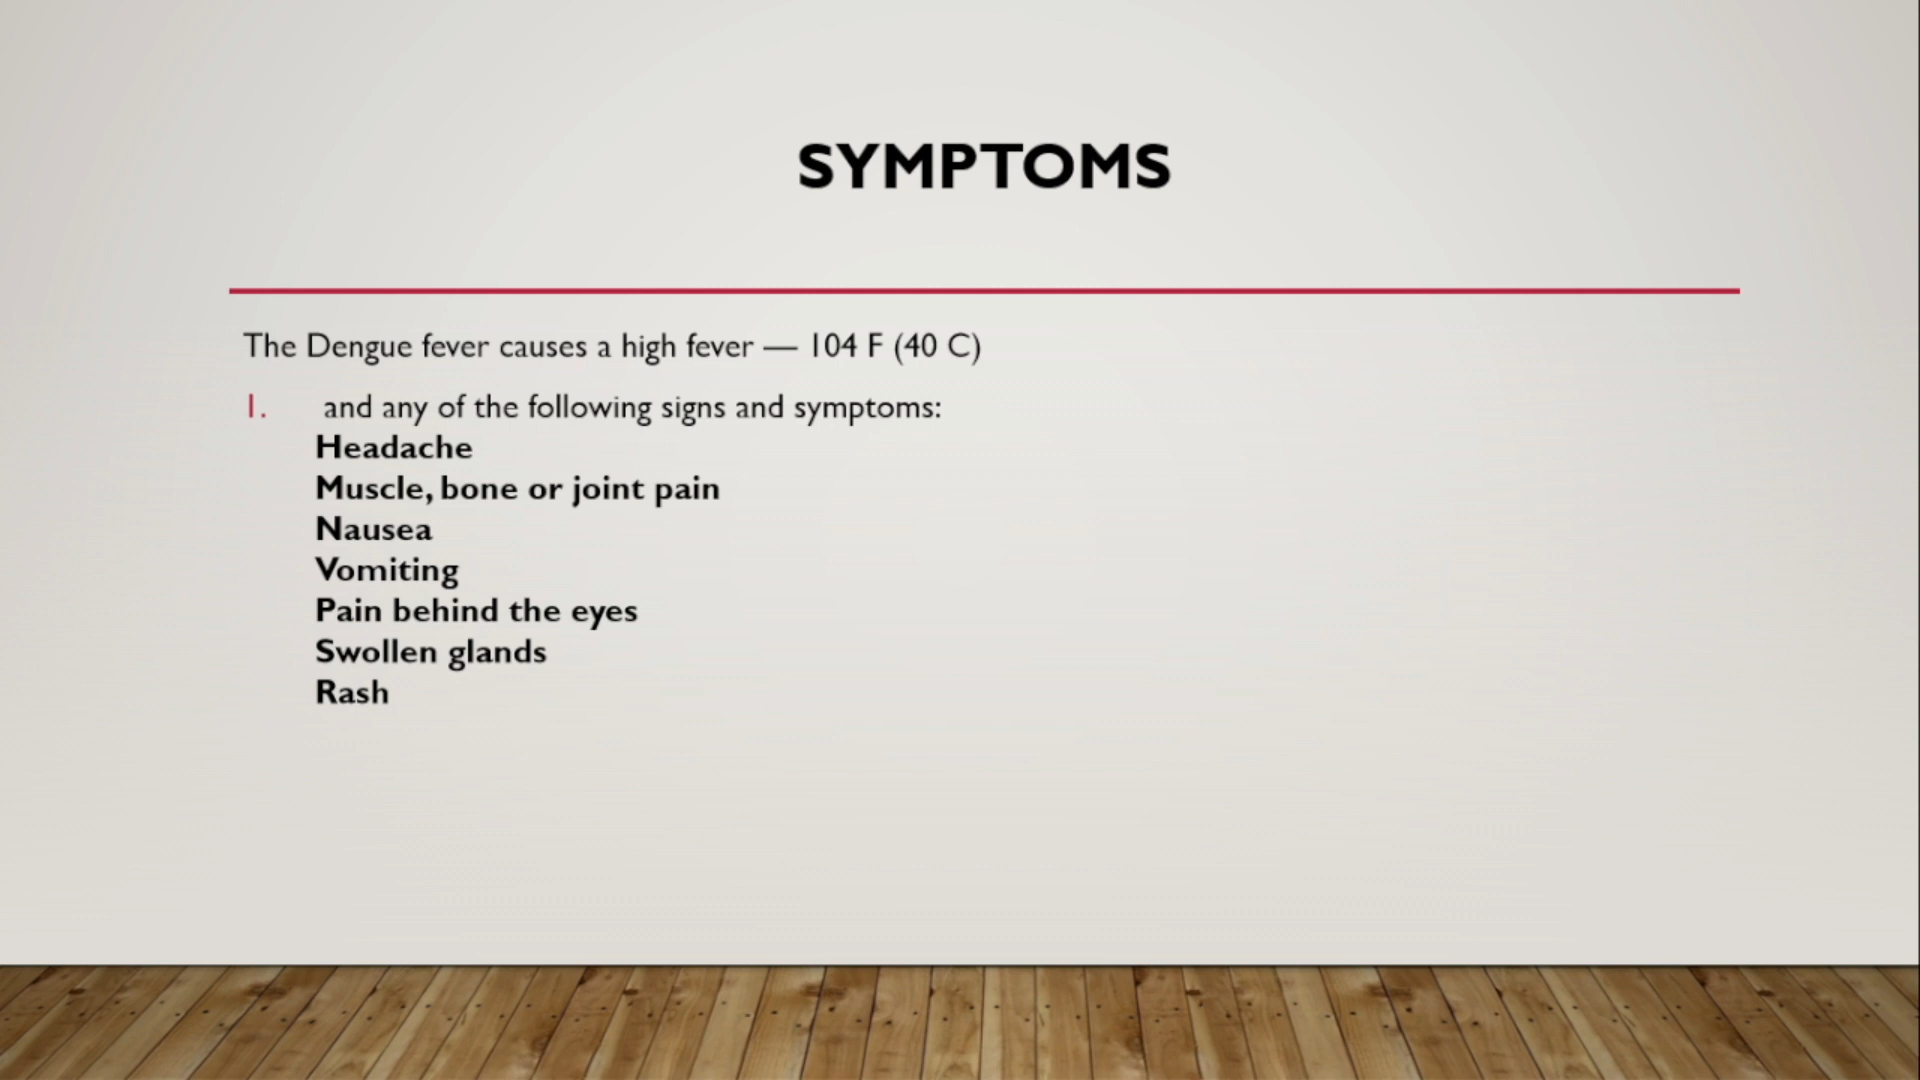 SYMPTOMS
The Dengue fever causes a high fever — 104 F (40 C)
1. and any of the following signs and symptoms:
Headache
Muscle, bone or joint pain
Nausea
Vomiting
Pain behind the eyes
Swollen glands
Rash